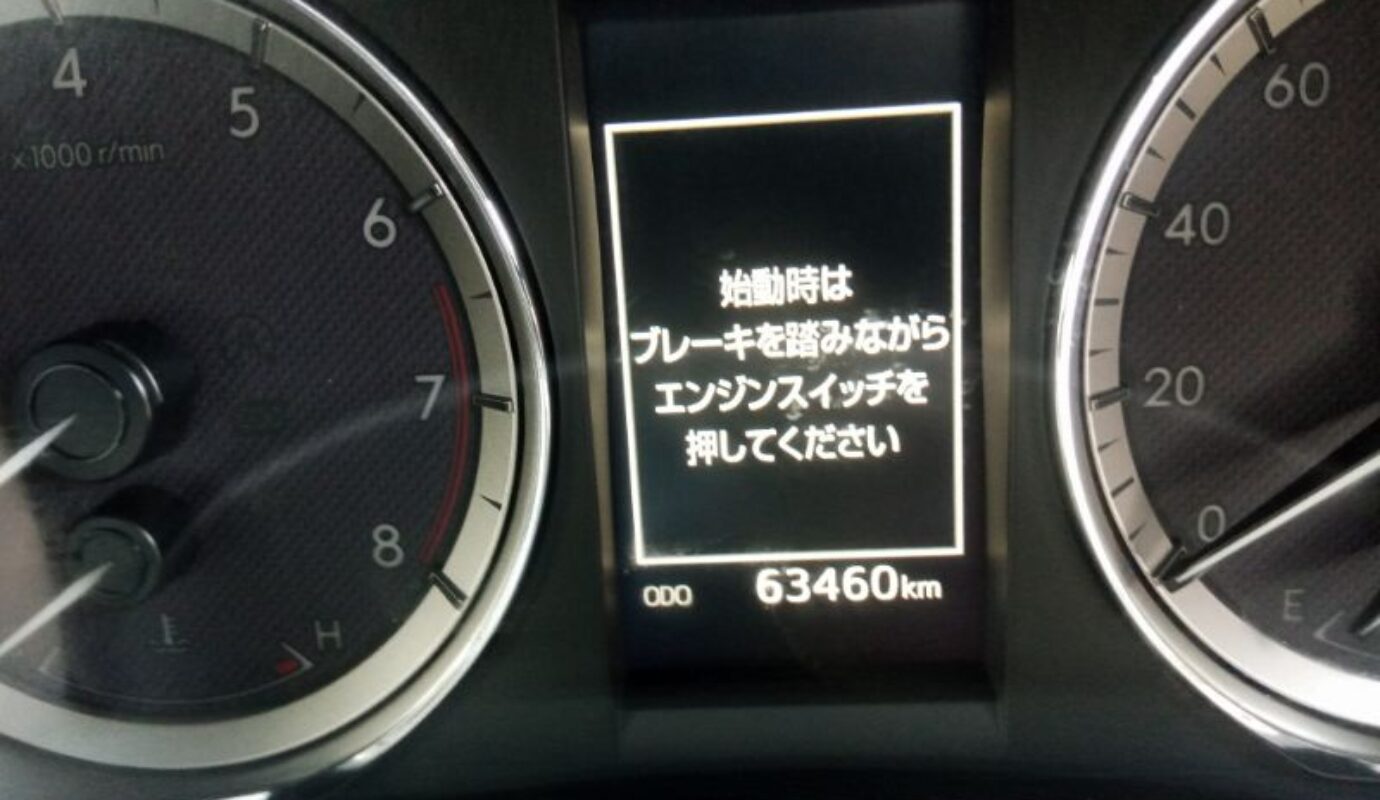 4
5
×1000 r/min
6
7
8
H
始動時は
ブレーキを踏みながら
エンジンスイッチを
押してください
ODO 63460km
60
40
20
0
E